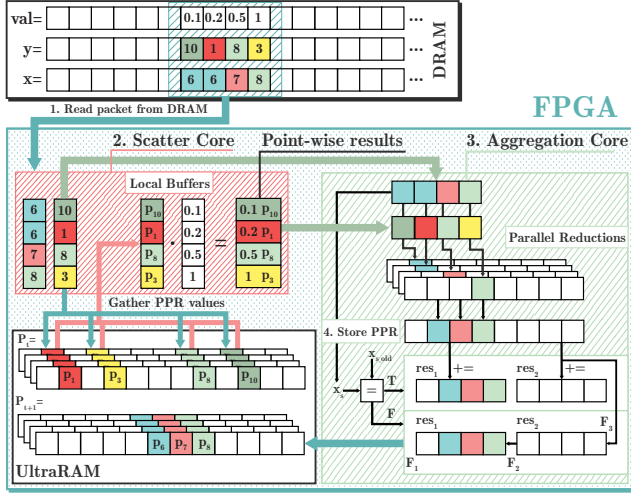 val= 0.1 0.2 0.5 1 ...
y= 10 1 8 3 ...
x= 6 6 7 8 ...
DRAM
1. Read packet from DRAM
FPGA
2. Scatter Core
Point-wise results
3. Aggregation Core
Local Buffers
6 10 p10 0.1 0.1 p10
6 1 p1 · 0.2 = 0.2 p1
7 8 p8 0.5 0.5 p8
8 3 p3 1 1 p3
Parallel Reductions
Gather PPR values
4. Store PPR
Pt=
p1 p3 p8 p10
Pt+1=
p6 p7 p8
UltraRAM
xs_old
xs = T
F
res1 += res2 +=
res1 res2 F3
F1 F2